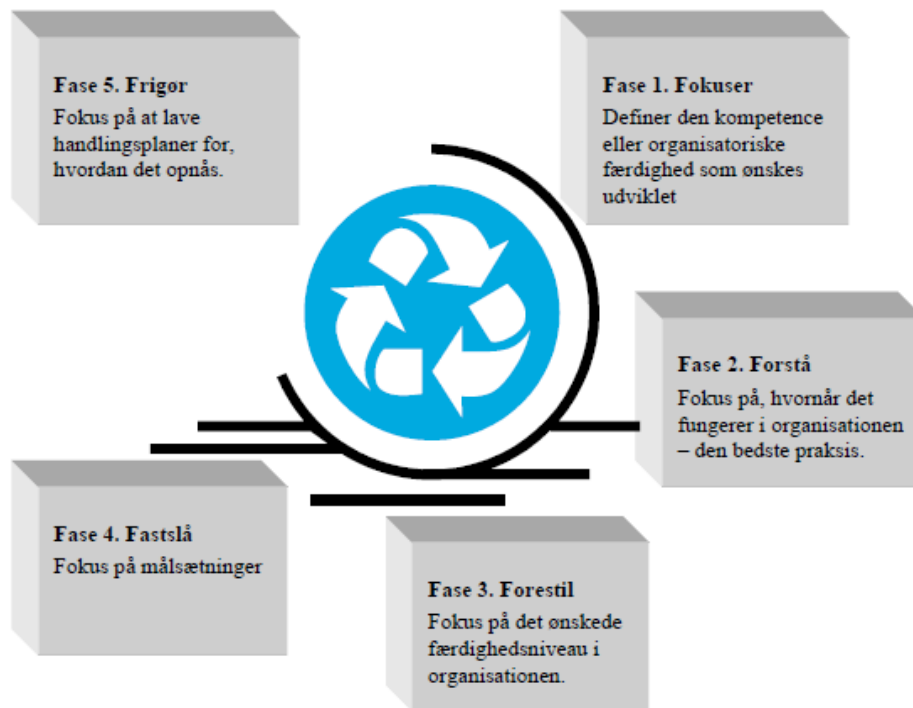 Fase 5. Frigør
Fokus på at lave
handlingsplaner for,
hvordan det opnås.
Fase 1. Fokuser
Definer den kompetence
eller organisatoriske
færdighed som ønskes
udviklet
Fase 2. Forstå
Fokus på, hvornår det
fungerer i organisationen
– den bedste praksis.
Fase 4. Fastslå
Fokus på målsætninger
Fase 3. Forestil
Fokus på det ønskede
færdighedsniveau i
organisationen.